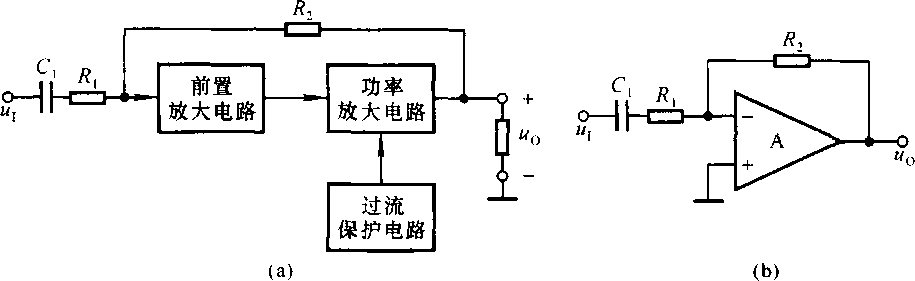 R₂
C₁
R₁
uI
前置
放大电路
功率
放大电路
+
uO
−
过流
保护电路
(a)
R₂
C₁
R₁
uI
−
A
+
uO
(b)